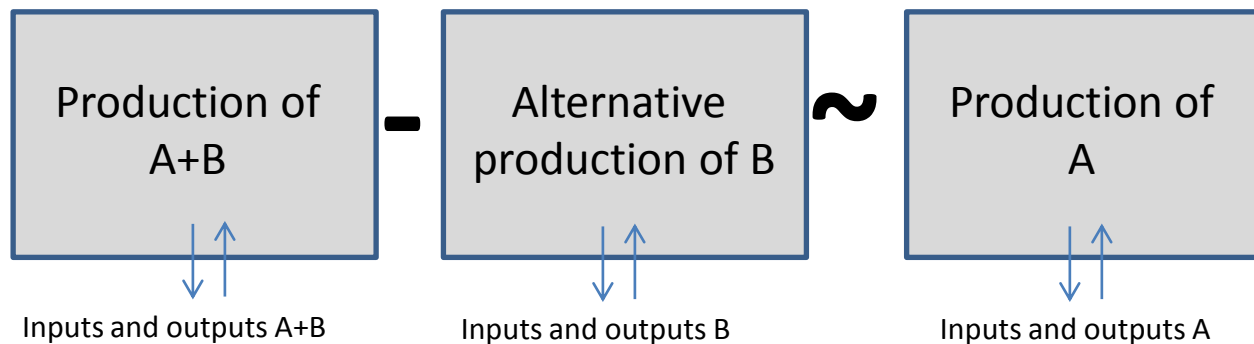 Production of
A+B
-
Alternative
production of B
~
Production of
A
Inputs and outputs A+B
Inputs and outputs B
Inputs and outputs A